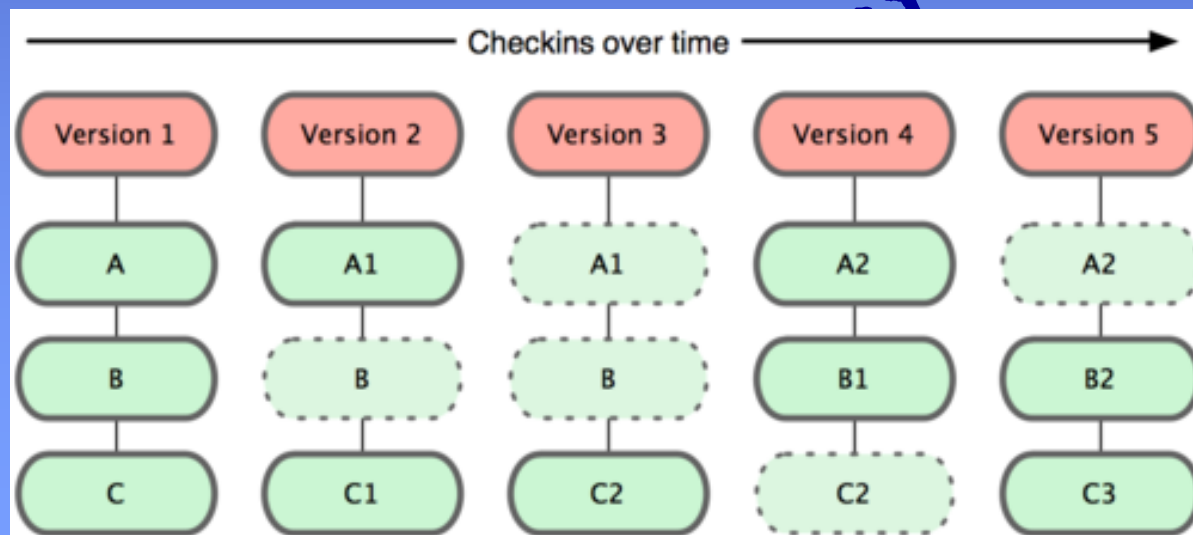 Checkins over time
Version 1 Version 2 Version 3 Version 4 Version 5
A A1 A1 A2 A2
B B B B1 B2
C C1 C2 C2 C3